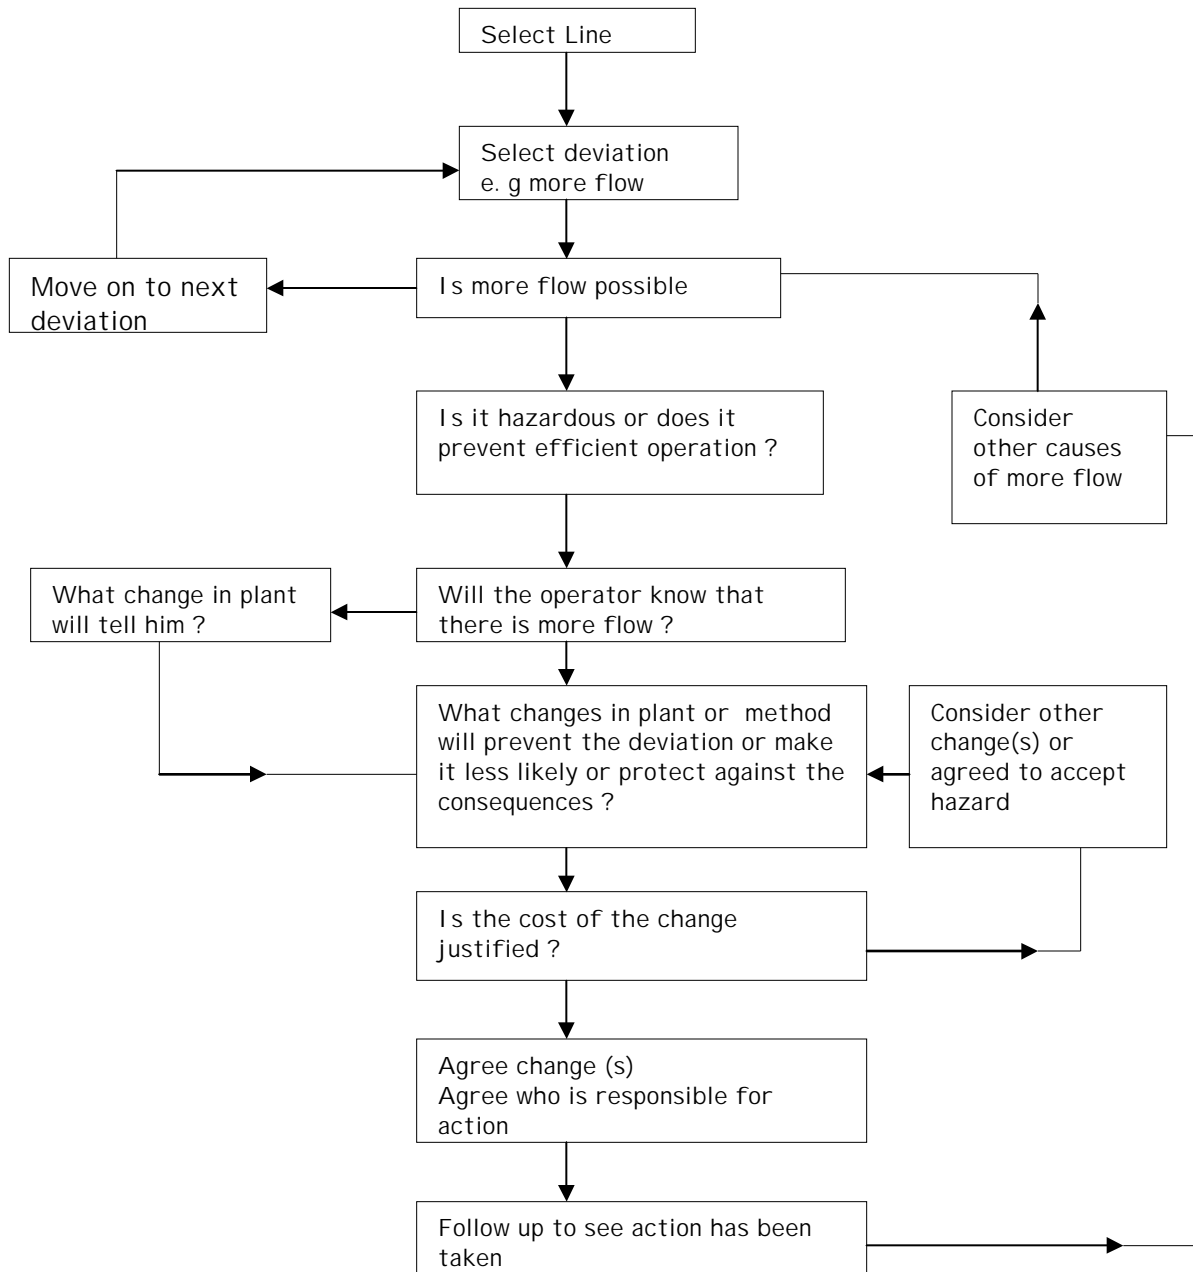 Select Line
Select deviation
e. g more flow
Move on to next
deviation
Is more flow possible
Is it hazardous or does it
prevent efficient operation ?
Consider
other causes
of more flow
What change in plant
will tell him ?
Will the operator know that
there is more flow ?
What changes in plant or method
will prevent the deviation or make
it less likely or protect against the
consequences ?
Consider other
change(s) or
agreed to accept
hazard
Is the cost of the change
justified ?
Agree change (s)
Agree who is responsible for
action
Follow up to see action has been
taken